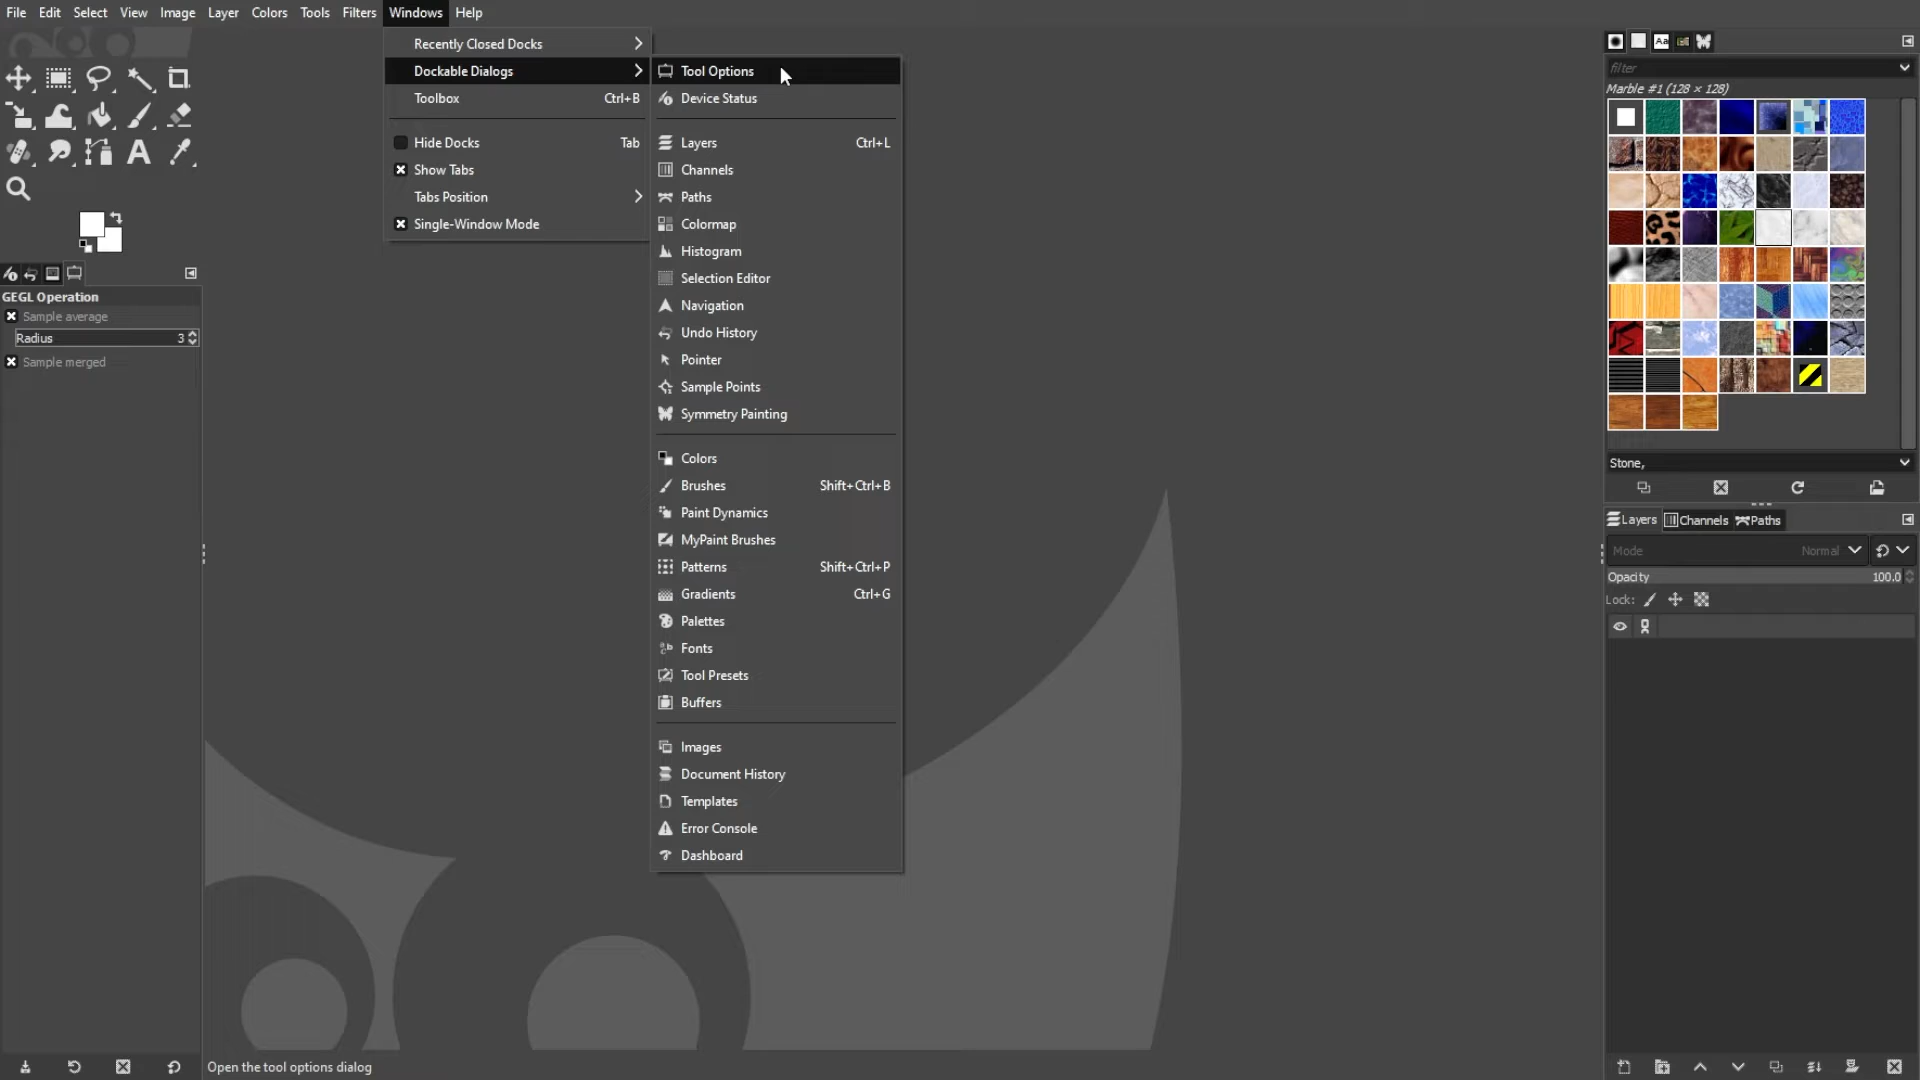 File Edit Select View Image Layer Colors Tools Filters Windows Help
Recently Closed Docks
Dockable Dialogs
Toolbox Ctrl+B
Hide Docks Tab
Show Tabs
Tabs Position
Single-Window Mode
Tool Options
Device Status
Layers Ctrl+L
Channels
Paths
Colormap
Histogram
Selection Editor
Navigation
Undo History
Pointer
Sample Points
Symmetry Painting
Colors
Brushes Shift+Ctrl+B
Paint Dynamics
MyPaint Brushes
Patterns Shift+Ctrl+P
Gradients Ctrl+G
Palettes
Fonts
Tool Presets
Buffers
Images
Document History
Templates
Error Console
Dashboard
GEGL Operation
Sample average
Radius 3
Sample merged
Open the tool options dialog
Aa
filter
Marble #1 (128 × 128)
Stone,
Layers Channels Paths
Mode Normal
Opacity 100.0
Lock: